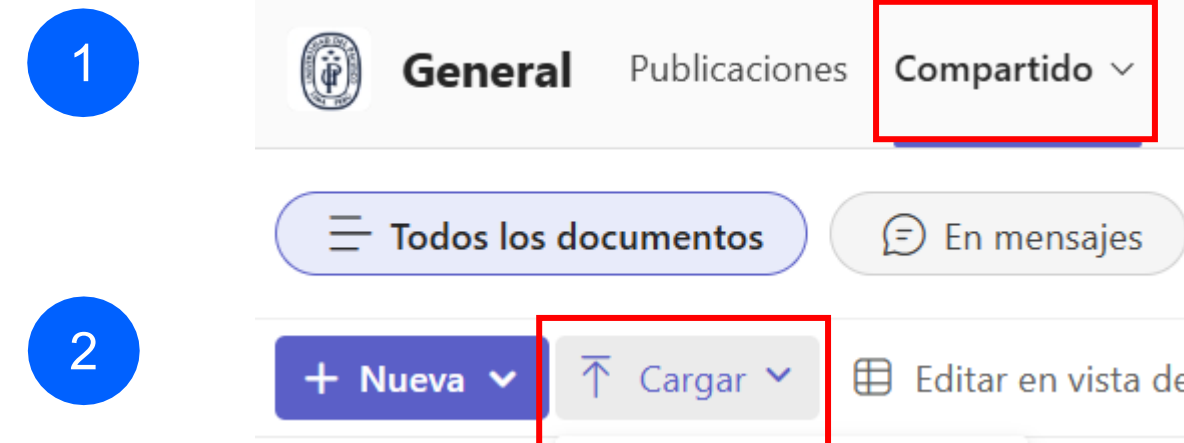 1
General Publicaciones Compartido
Todos los documentos En mensajes
2
+ Nueva Cargar Editar en vista de